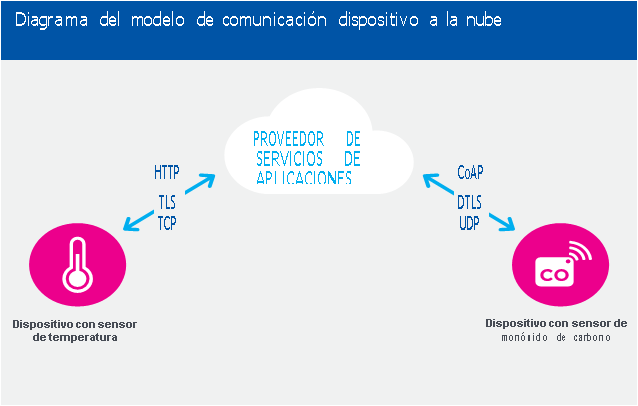 Diagrama del modelo de comunicación dispositivo a la nube
PROVEEDOR DE
SERVICIOS DE
APLICACIONES
HTTP
TLS
TCP
CoAP
DTLS
UDP
CO
Dispositivo con sensor
de temperatura
Dispositivo con sensor de
monóxido de carbono